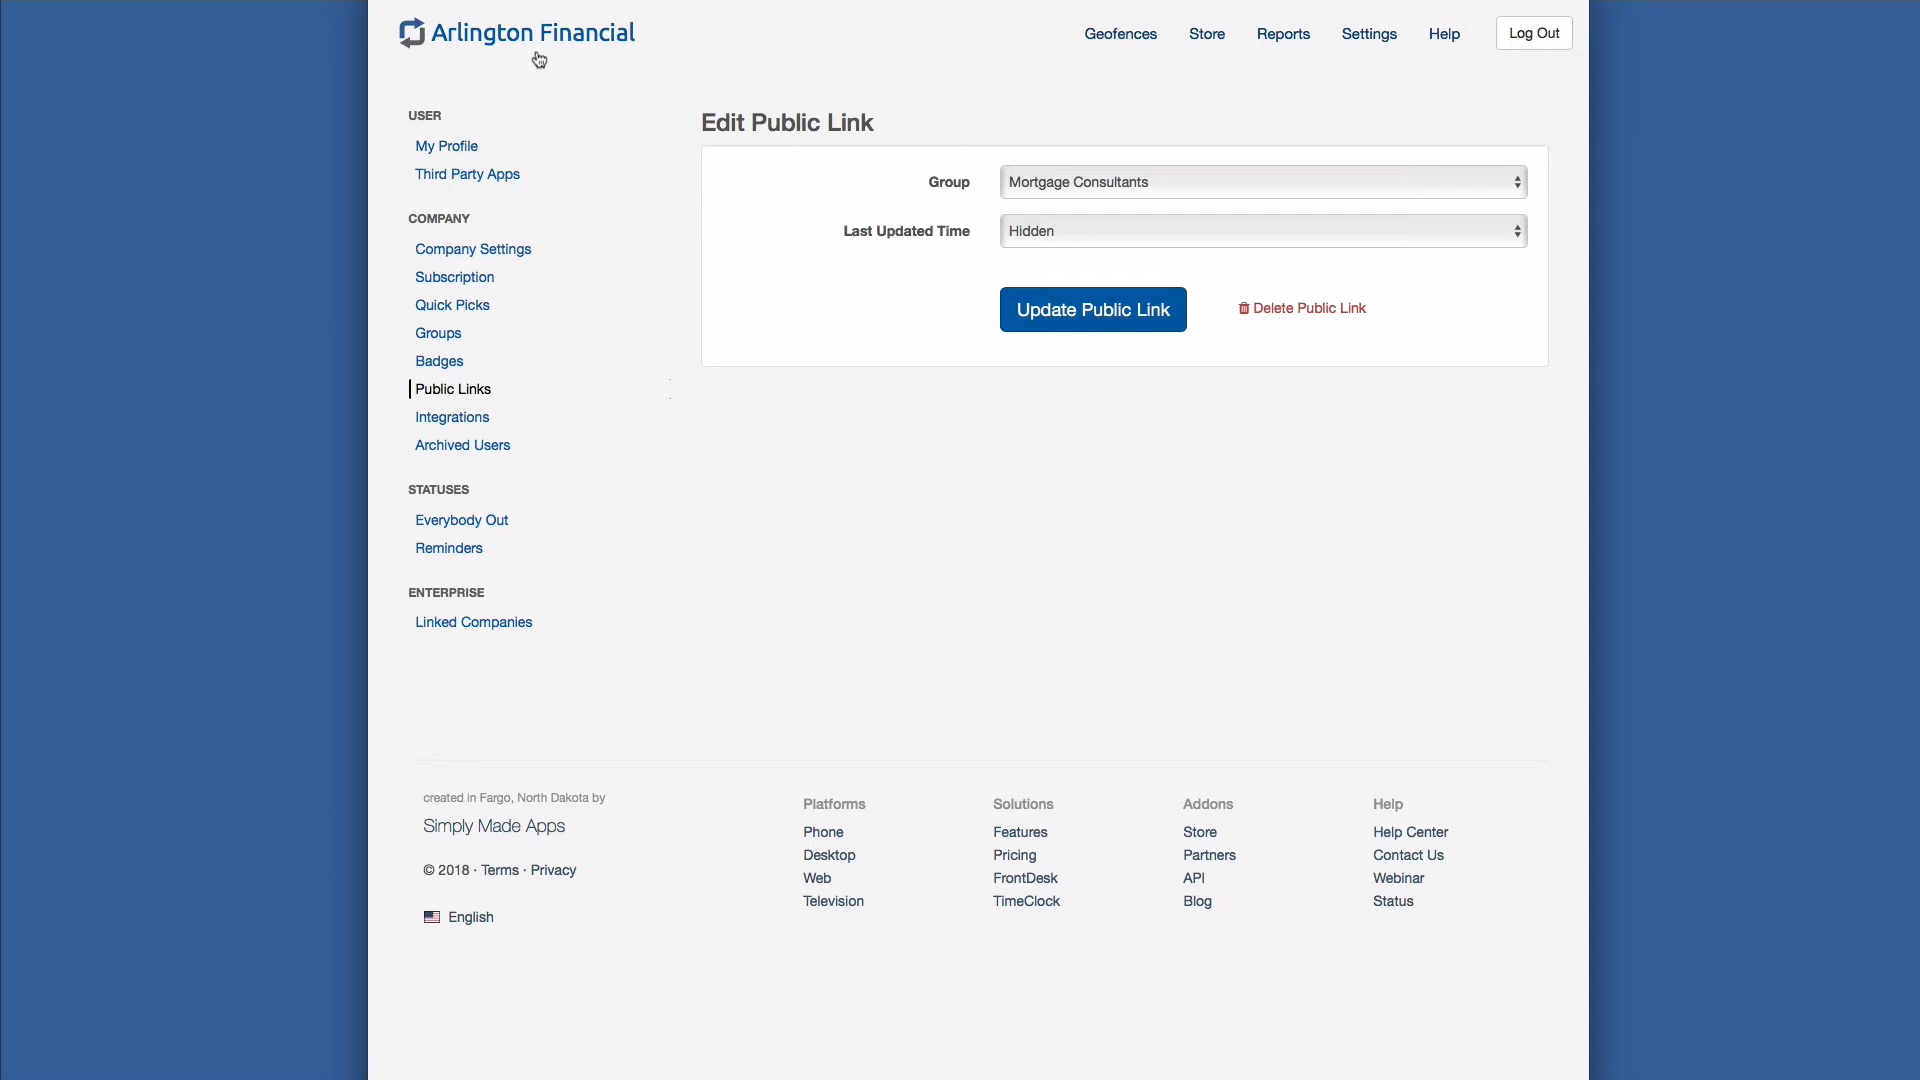 Arlington Financial
Geofences Store Reports Settings Help Log Out
USER
My Profile
Third Party Apps
COMPANY
Company Settings
Subscription
Quick Picks
Groups
Badges
Public Links
Integrations
Archived Users
STATUSES
Everybody Out
Reminders
ENTERPRISE
Linked Companies
Edit Public Link
Group Mortgage Consultants
Last Updated Time Hidden
Update Public Link Delete Public Link
created in Fargo, North Dakota by
Simply Made Apps
© 2018 · Terms · Privacy
English
Platforms
Phone
Desktop
Web
Television
Solutions
Features
Pricing
FrontDesk
TimeClock
Addons
Store
Partners
API
Blog
Help
Help Center
Contact Us
Webinar
Status